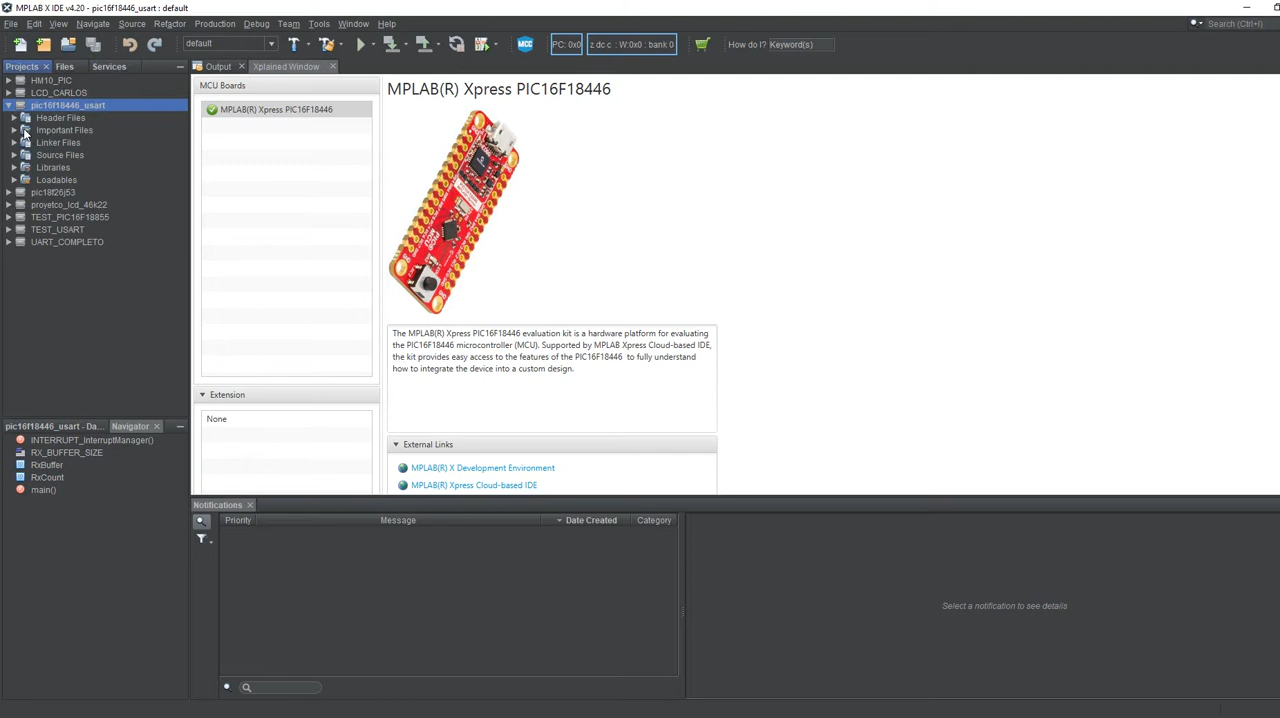 MPLAB X IDE v4.20 - pic16f18446_usart : default
File Edit View Navigate Source Refactor Production Debug Team Tools Window Help
Search (Ctrl+I)
default
MCC
PC: 0x0
z dc c : W:0x0 : bank 0
How do I?
Keyword(s)
Projects
Files
Services
Output
Xplained Window
HM10_PIC
LCD_CARLOS
pic16f18446_usart
Header Files
Important Files
Linker Files
Source Files
Libraries
Loadables
pic18f26j53
proyetco_lcd_46k22
TEST_PIC16F18855
TEST_USART
UART_COMPLETO
MCU Boards
MPLAB(R) Xpress PIC16F18446
Extension
None
MPLAB(R) Xpress PIC16F18446
The MPLAB(R) Xpress PIC16F18446 evaluation kit is a hardware platform for evaluating
the PIC16F18446 microcontroller (MCU). Supported by MPLAB Xpress Cloud-based IDE,
the kit provides easy access to the features of the PIC16F18446 to fully understand
how to integrate the device into a custom design.
External Links
MPLAB(R) X Development Environment
MPLAB(R) Xpress Cloud-based IDE
pic16f18446_usart - Da...
Navigator
INTERRUPT_InterruptManager()
RX_BUFFER_SIZE
RxBuffer
RxCount
main()
Notifications
Priority
Message
Date Created
Category
Select a notification to see details